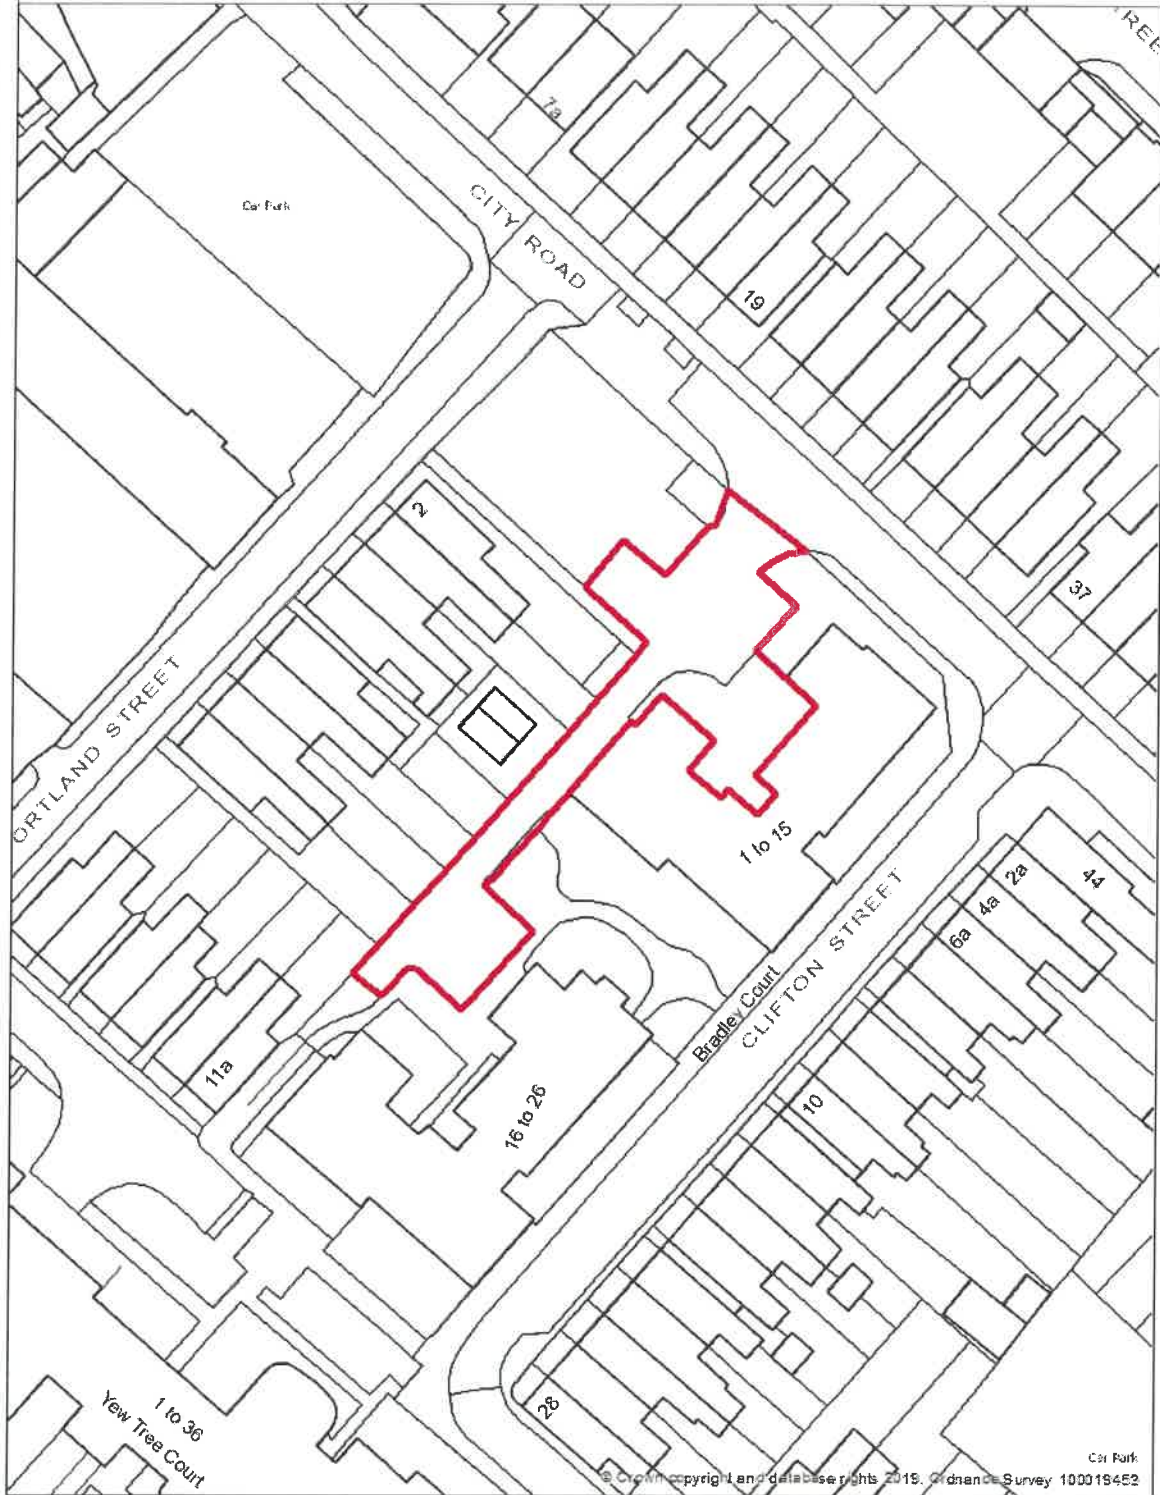 7a
Car Park
CITY ROAD
19
2
37
ORTLAND STREET
1 to 15
2a
44
4a
6a
CLIFTON STREET
Bradley Court
11a
10
16 to 26
28
1 to 36
Yew Tree Court
Car Park
© Crown copyright and database rights 2019. Ordnance Survey 100019453